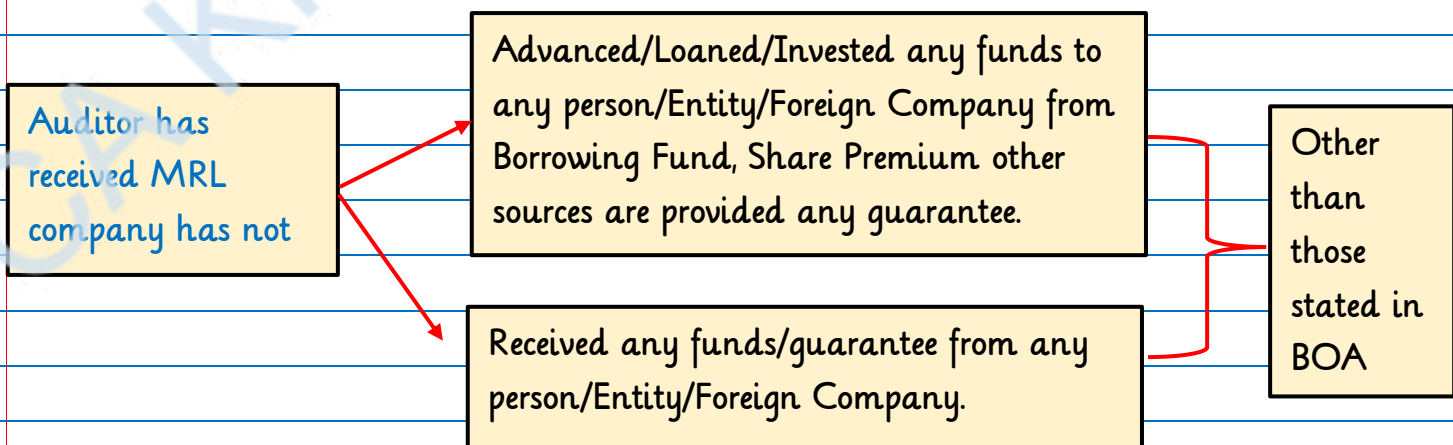 Auditor has
received MRL
company has not
Advanced/Loaned/Invested any funds to
any person/Entity/Foreign Company from
Borrowing Fund, Share Premium other
sources are provided any guarantee.
Received any funds/guarantee from any
person/Entity/Foreign Company.
Other
than
those
stated in
BOA